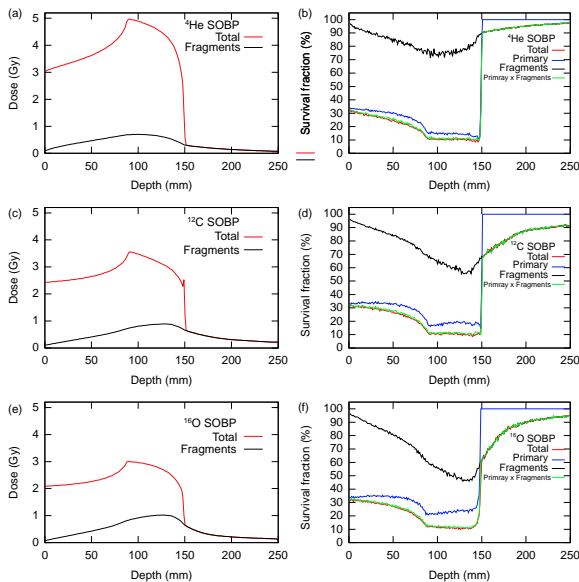 (a)
⁴He SOBP
Total
Fragments
Dose (Gy)
5
4
3
2
1
0
0 50 100 150 200 250
Depth (mm)
(b)
⁴He SOBP
Total
Primary
Fragments
Primray x Fragments
Survival fraction (%)
100
90
80
70
60
50
40
30
20
10
0
0 50 100 150 200 250
Depth (mm)
(c)
¹²C SOBP
Total
Fragments
Dose (Gy)
5
4
3
2
1
0
0 50 100 150 200 250
Depth (mm)
(d)
¹²C SOBP
Total
Primary
Fragments
Primray x Fragments
Survival fraction (%)
100
90
80
70
60
50
40
30
20
10
0
0 50 100 150 200 250
Depth (mm)
(e)
¹⁶O SOBP
Total
Fragments
Dose (Gy)
5
4
3
2
1
0
0 50 100 150 200 250
Depth (mm)
(f)
¹⁶O SOBP
Total
Primary
Fragments
Primray x Fragments
Survival fraction (%)
100
90
80
70
60
50
40
30
20
10
0
0 50 100 150 200 250
Depth (mm)